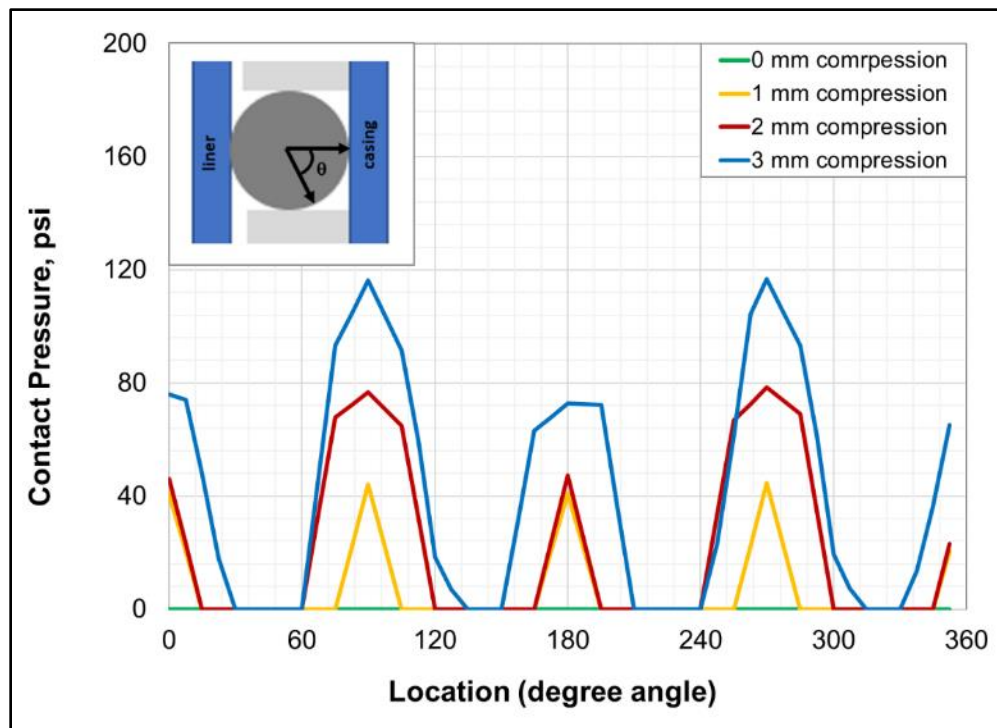 200
160
120
80
40
0
0
60
120
180
240
300
360
Contact Pressure, psi
Location (degree angle)
liner
θ
casing
0 mm comrpession
1 mm compression
2 mm compression
3 mm compression